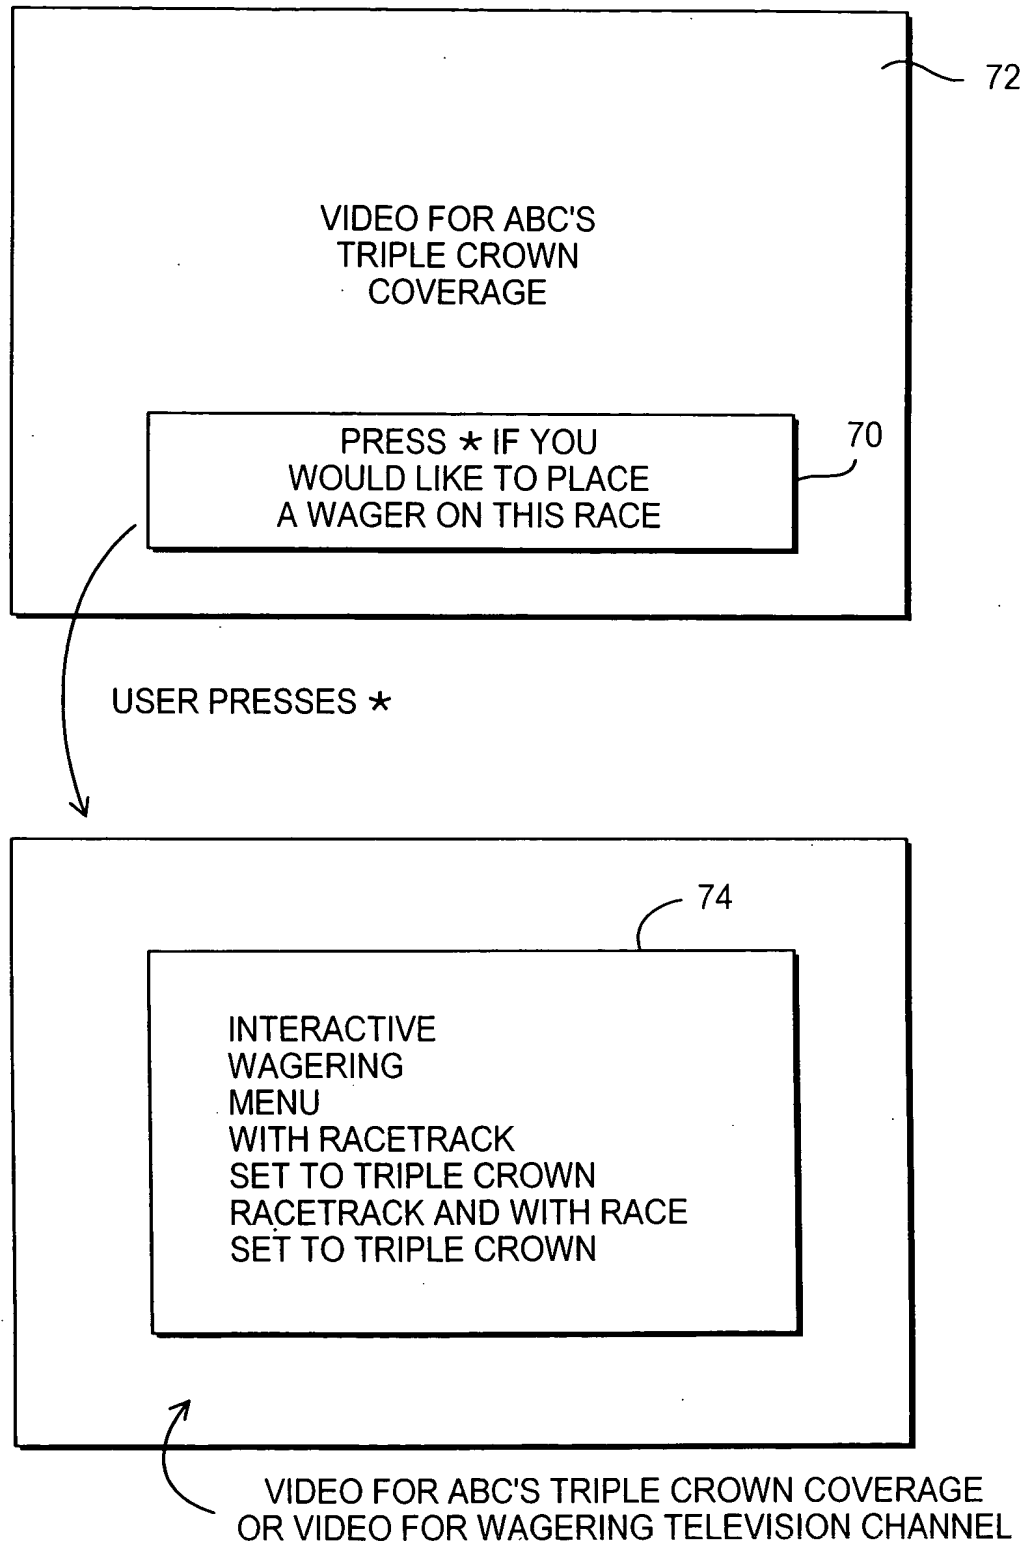 72
VIDEO FOR ABC'S
TRIPLE CROWN
COVERAGE
PRESS * IF YOU
WOULD LIKE TO PLACE
A WAGER ON THIS RACE
70
USER PRESSES *
74
INTERACTIVE
WAGERING
MENU
WITH RACETRACK
SET TO TRIPLE CROWN
RACETRACK AND WITH RACE
SET TO TRIPLE CROWN
VIDEO FOR ABC'S TRIPLE CROWN COVERAGE
OR VIDEO FOR WAGERING TELEVISION CHANNEL